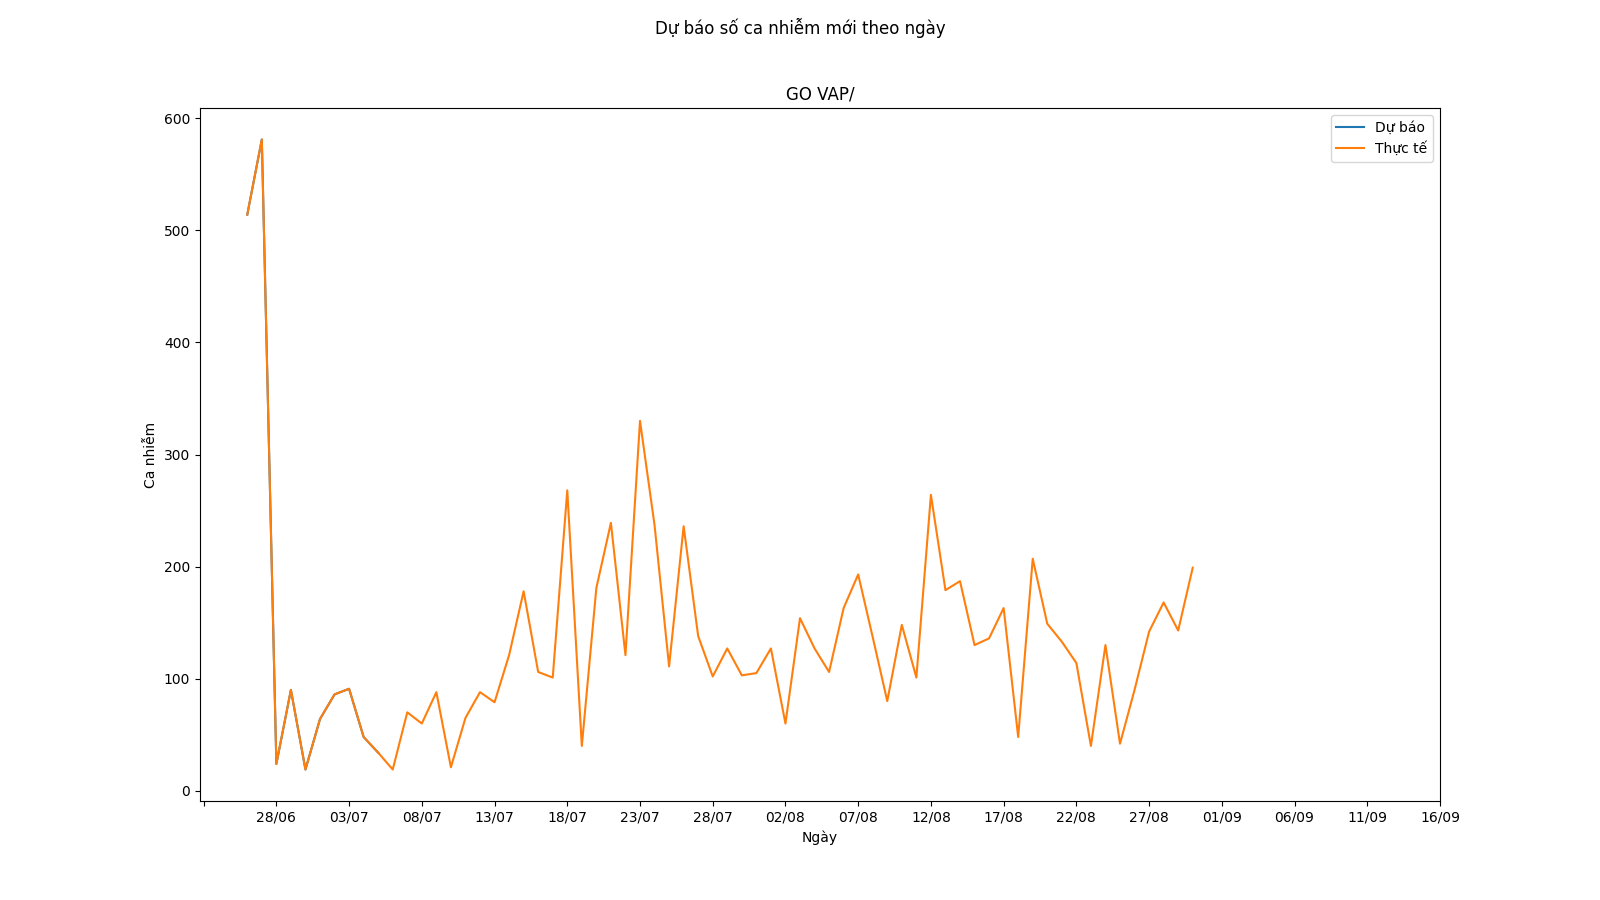 Dự báo số ca nhiễm mới theo ngày
GO VAP/
600
500
400
300
200
100
0
Ca nhiễm
Dự báo
Thực tế
28/06 03/07 08/07 13/07 18/07 23/07 28/07 02/08 07/08 12/08 17/08 22/08 27/08 01/09 06/09 11/09 16/09
Ngày